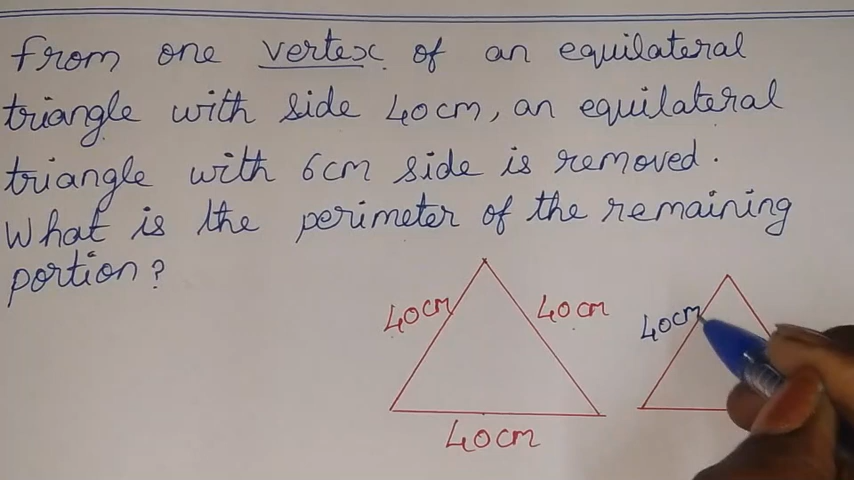 From one vertex of an equilateral
triangle with side 40cm, an equilateral
triangle with 6cm side is removed.
What is the perimeter of the remaining
portion?
40cm 40cm 40cm
40cm